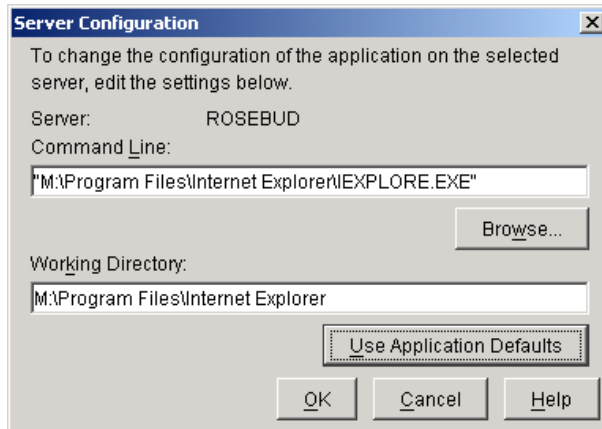 Server Configuration
To change the configuration of the application on the selected
server, edit the settings below.
Server: ROSEBUD
Command Line:
"M:\Program Files\Internet Explorer\IEXPLORE.EXE"
Browse...
Working Directory:
M:\Program Files\Internet Explorer
Use Application Defaults
OK Cancel Help